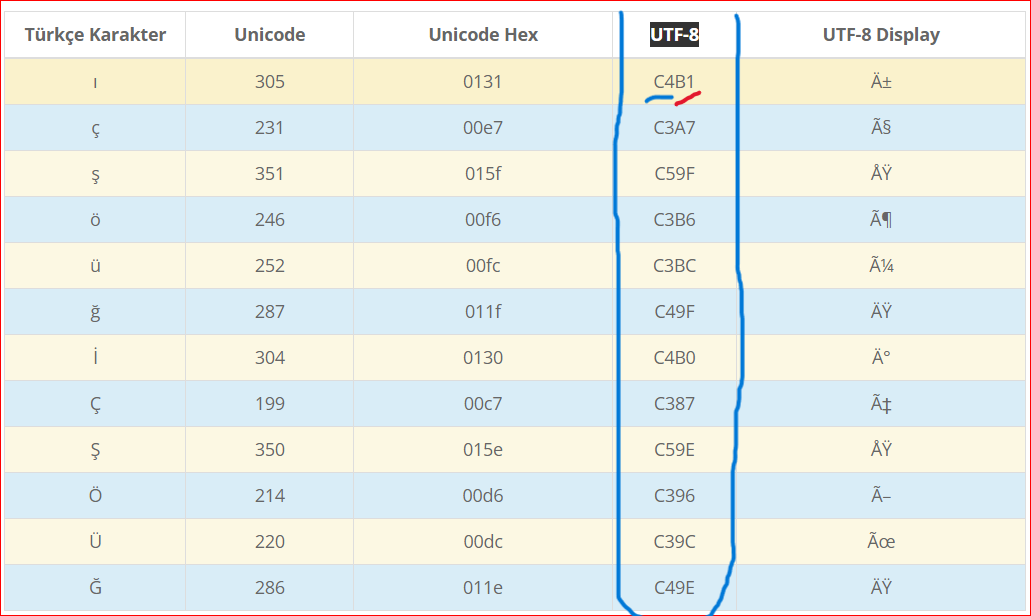 Türkçe Karakter Unicode Unicode Hex UTF-8 UTF-8 Display
ı 305 0131 C4B1 Ä±
ç 231 00e7 C3A7 Ã§
ş 351 015f C59F ÅŸ
ö 246 00f6 C3B6 Ã¶
ü 252 00fc C3BC Ã¼
ğ 287 011f C49F ÄŸ
İ 304 0130 C4B0 Ä°
Ç 199 00c7 C387 Ã‡
Ş 350 015e C59E ÅŸ
Ö 214 00d6 C396 Ã–
Ü 220 00dc C39C Ãœ
Ğ 286 011e C49E ÄŸ